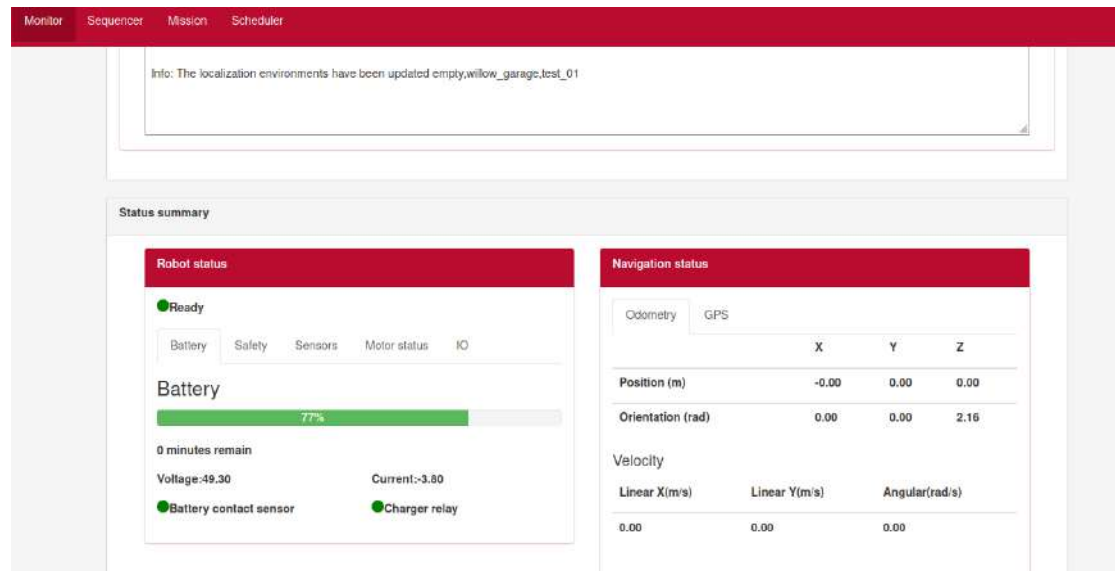 Monitor Sequencer Mission Scheduler
Info: The localization environments have been updated empty,willow_garage,test_01
Status summary
Robot status
Ready
Battery Safety Sensors Motor status IO
Battery
77%
0 minutes remain
Voltage:49.30 Current:-3.80
Battery contact sensor Charger relay
Navigation status
Odometry GPS
X Y Z
Position (m) -0.00 0.00 0.00
Orientation (rad) 0.00 0.00 2.16
Velocity
Linear X(m/s) Linear Y(m/s) Angular(rad/s)
0.00 0.00 0.00